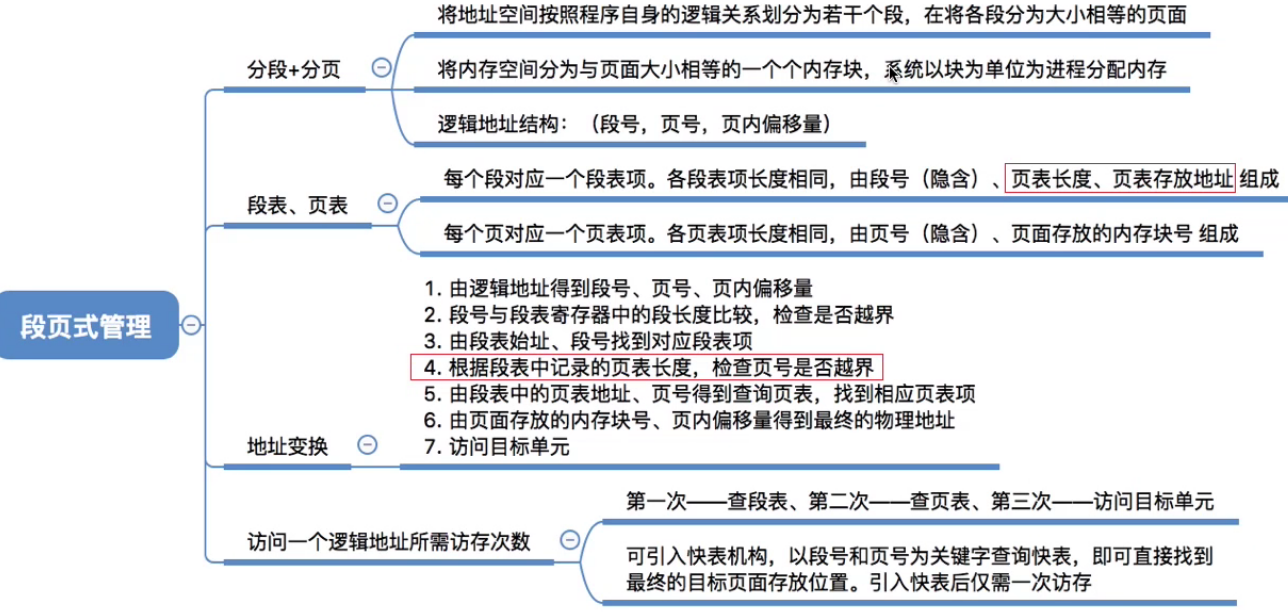 将地址空间按照程序自身的逻辑关系划分为若干个段，在将各段分为大小相等的页面
分段+分页
将内存空间分为与页面大小相等的一个个内存块，系统以块为单位为进程分配内存
逻辑地址结构：（段号，页号，页内偏移量）
每个段对应一个段表项。各段表项长度相同，由段号（隐含）、页表长度、页表存放地址 组成
段表、页表
每个页对应一个页表项。各页表项长度相同，由页号（隐含）、页面存放的内存块号 组成
段页式管理
1. 由逻辑地址得到段号、页号、页内偏移量
2. 段号与段表寄存器中的段长度比较，检查是否越界
3. 由段表始址、段号找到对应段表项
4. 根据段表中记录的页表长度，检查页号是否越界
5. 由段表中的页表地址、页号得到查询页表，找到相应页表项
6. 由页面存放的内存块号、页内偏移量得到最终的物理地址
7. 访问目标单元
地址变换
第一次——查段表、第二次——查页表、第三次——访问目标单元
访问一个逻辑地址所需访存次数
可引入快表机构，以段号和页号为关键字查询快表，即可直接找到
最终的目标页面存放位置。引入快表后仅需一次访存